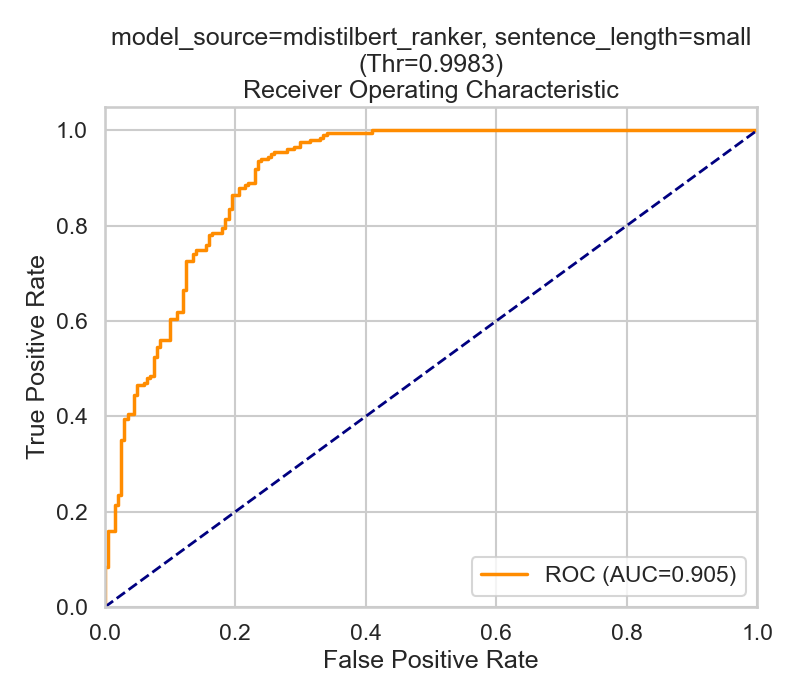 model_source=mdistilbert_ranker, sentence_length=small
(Thr=0.9983)
Receiver Operating Characteristic
1.0
0.8
0.6
0.4
0.2
0.0
True Positive Rate
ROC (AUC=0.905)
0.0 0.2 0.4 0.6 0.8 1.0
False Positive Rate